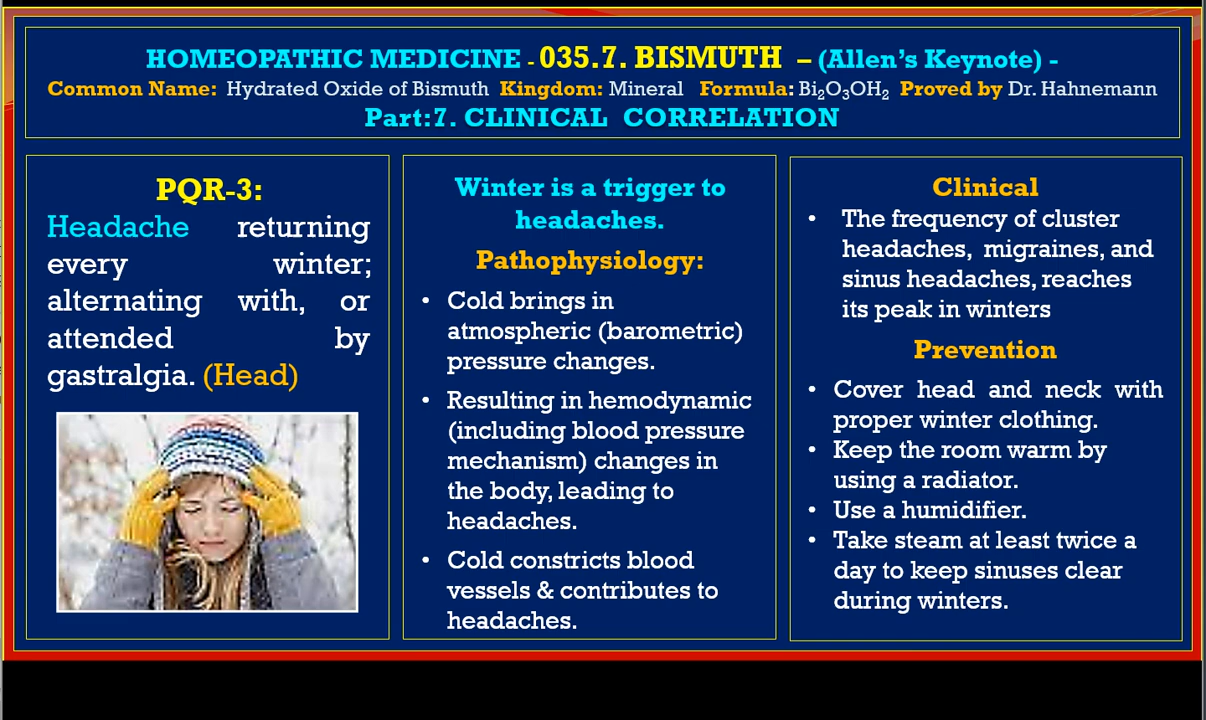 HOMEOPATHIC MEDICINE - 035.7. BISMUTH – (Allen's Keynote) -
Common Name: Hydrated Oxide of Bismuth Kingdom: Mineral Formula: Bi₂O₃OH₂ Proved by Dr. Hahnemann
Part:7. CLINICAL CORRELATION
PQR-3:
Headache returning
every winter;
alternating with, or
attended by
gastralgia. (Head)
Winter is a trigger to
headaches.
Pathophysiology:
• Cold brings in
atmospheric (barometric)
pressure changes.
• Resulting in hemodynamic
(including blood pressure
mechanism) changes in
the body, leading to
headaches.
• Cold constricts blood
vessels & contributes to
headaches.
Clinical
• The frequency of cluster
headaches, migraines, and
sinus headaches, reaches
its peak in winters
Prevention
• Cover head and neck with
proper winter clothing.
• Keep the room warm by
using a radiator.
• Use a humidifier.
• Take steam at least twice a
day to keep sinuses clear
during winters.